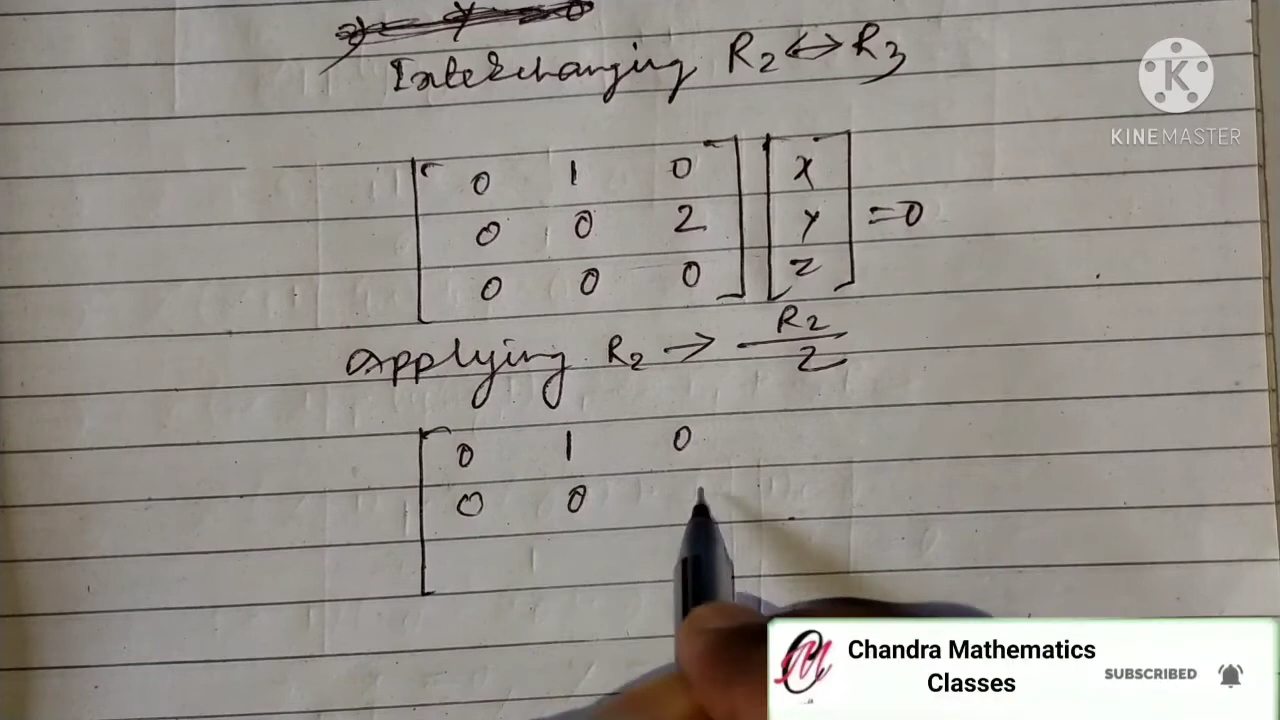 Interchanging R2 ↔ R3
K
KINEMASTER
0 1 0 x
0 0 2 y = 0
0 0 0 z
applying R2 → R2/2
0 1 0
0 0
Chandra Mathematics
Classes
SUBSCRIBED